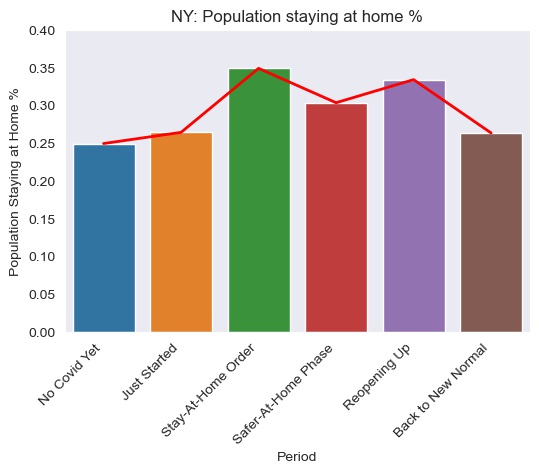 NY: Population staying at home %
Population Staying at Home %
0.40
0.35
0.30
0.25
0.20
0.15
0.10
0.05
0.00
No Covid Yet
Just Started
Stay-At-Home Order
Safer-At-Home Phase
Reopening Up
Back to New Normal
Period